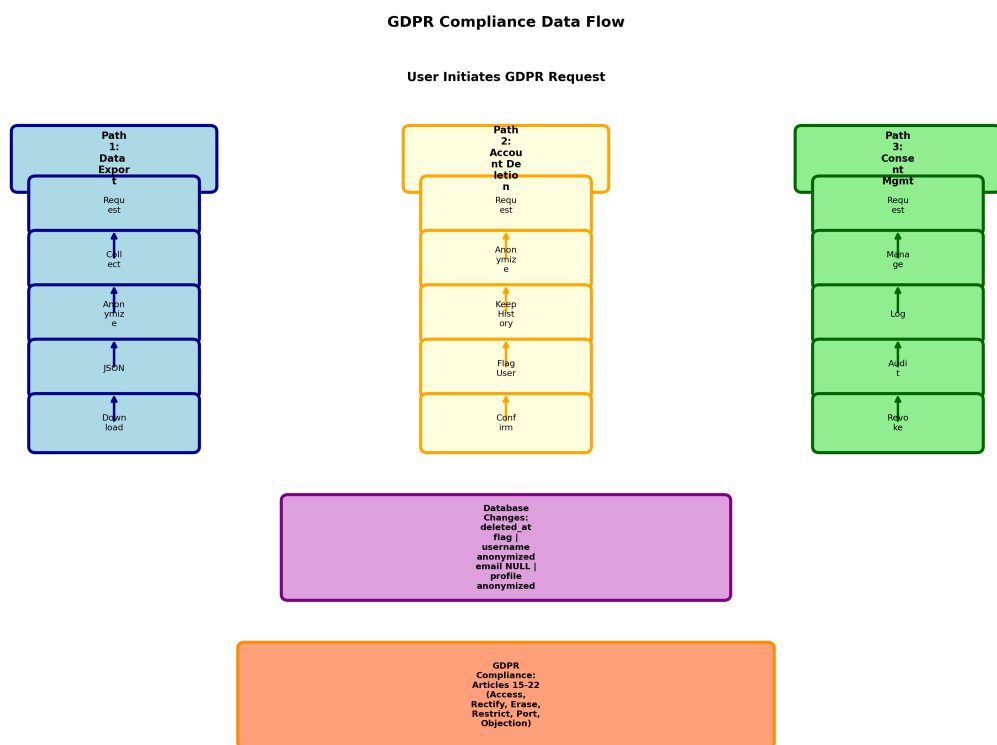 GDPR Compliance Data Flow
User Initiates GDPR Request
Path
1:
Data
Expor
t
Requ
est
Coll
ect
Anon
ymiz
e
JSON
Down
load
Path
2:
Accou
nt De
letio
n
Requ
est
Anon
ymiz
e
Keep
Hist
ory
Flag
User
Conf
irm
Path
3:
Conse
nt
Mgmt
Requ
est
Mana
ge
Log
Audi
t
Revo
ke
Database
Changes:
deleted_at
flag |
username
anonymized
email NULL |
profile
anonymized
GDPR
Compliance:
Articles 15-22
(Access,
Rectify, Erase,
Restrict, Port,
Objection)